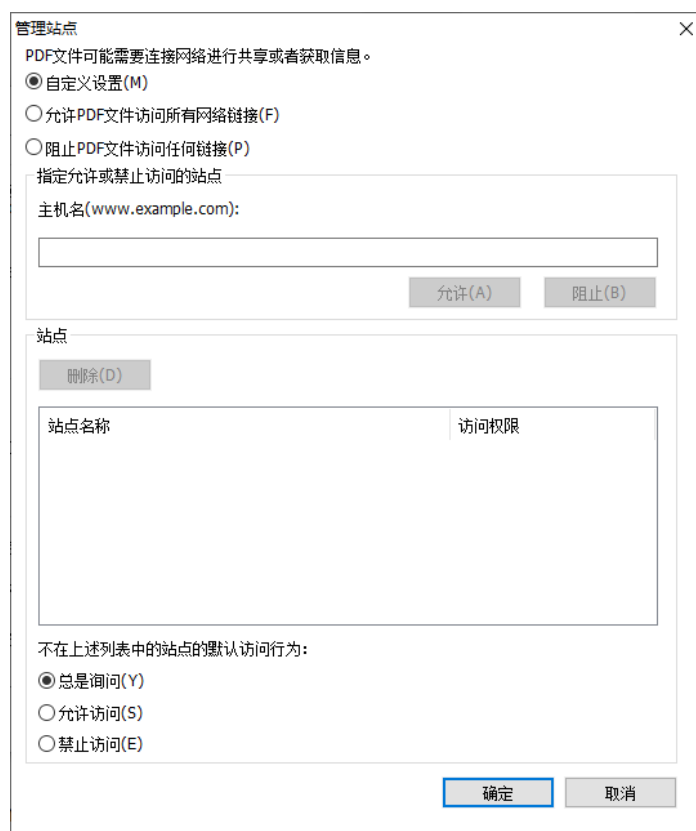 管理站点
PDF文件可能需要连接网络进行共享或者获取信息。
自定义设置(M)
允许PDF文件访问所有网络链接(F)
阻止PDF文件访问任何链接(P)
指定允许或禁止访问的站点
主机名(www.example.com):
允许(A) 阻止(B)
站点
删除(D)
站点名称 访问权限
不在上述列表中的站点的默认访问行为:
总是询问(Y)
允许访问(S)
禁止访问(E)
确定 取消